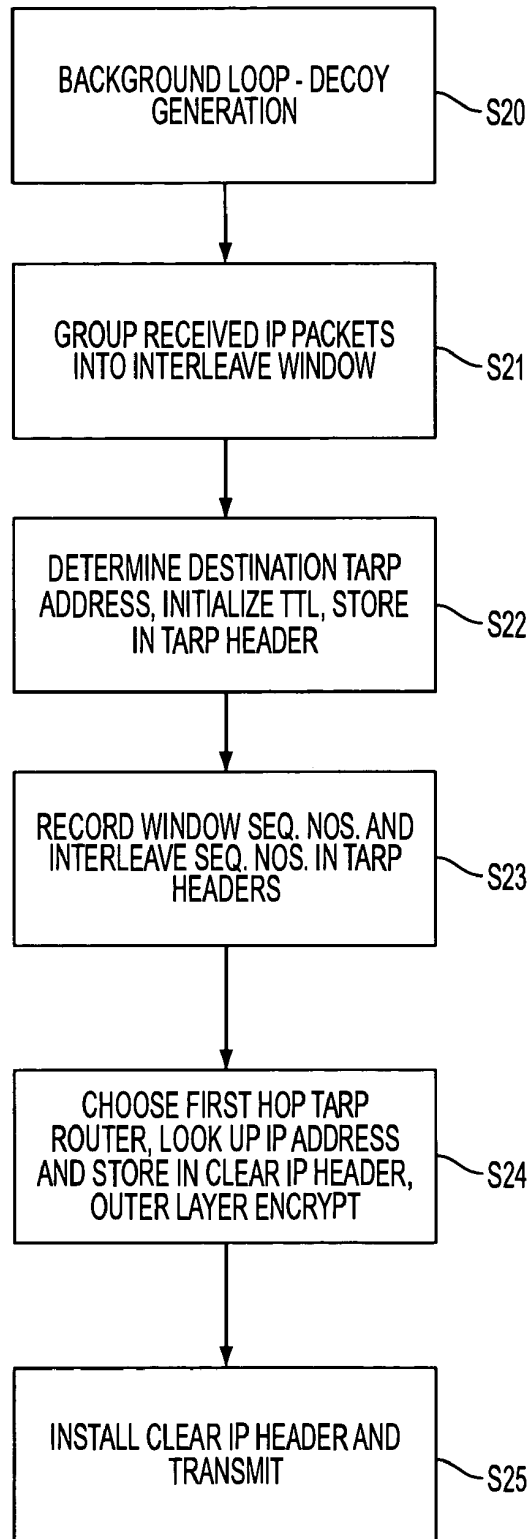 BACKGROUND LOOP - DECOY
GENERATION
S20
GROUP RECEIVED IP PACKETS
INTO INTERLEAVE WINDOW
S21
DETERMINE DESTINATION TARP
ADDRESS, INITIALIZE TTL, STORE
IN TARP HEADER
S22
RECORD WINDOW SEQ. NOS. AND
INTERLEAVE SEQ. NOS. IN TARP
HEADERS
S23
CHOOSE FIRST HOP TARP
ROUTER, LOOK UP IP ADDRESS
AND STORE IN CLEAR IP HEADER,
OUTER LAYER ENCRYPT
S24
INSTALL CLEAR IP HEADER AND
TRANSMIT
S25